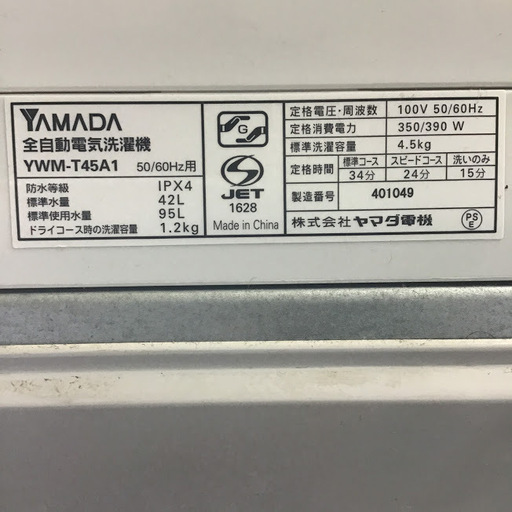 YAMADA
全自動電気洗濯機
YWM-T45A1 50/60Hz用
防水等級 IPX4
標準水量 42L
標準使用水量 95L
ドライコース時の洗濯容量 1.2kg
G
S
JET
1628
Made in China
定格電圧・周波数 100V 50/60Hz
定格消費電力 350/390 W
標準洗濯容量 4.5kg
定格時間 標準コース スピードコース 洗いのみ
34分 24分 15分
製造番号 401049
株式会社ヤマダ電機
PS
E